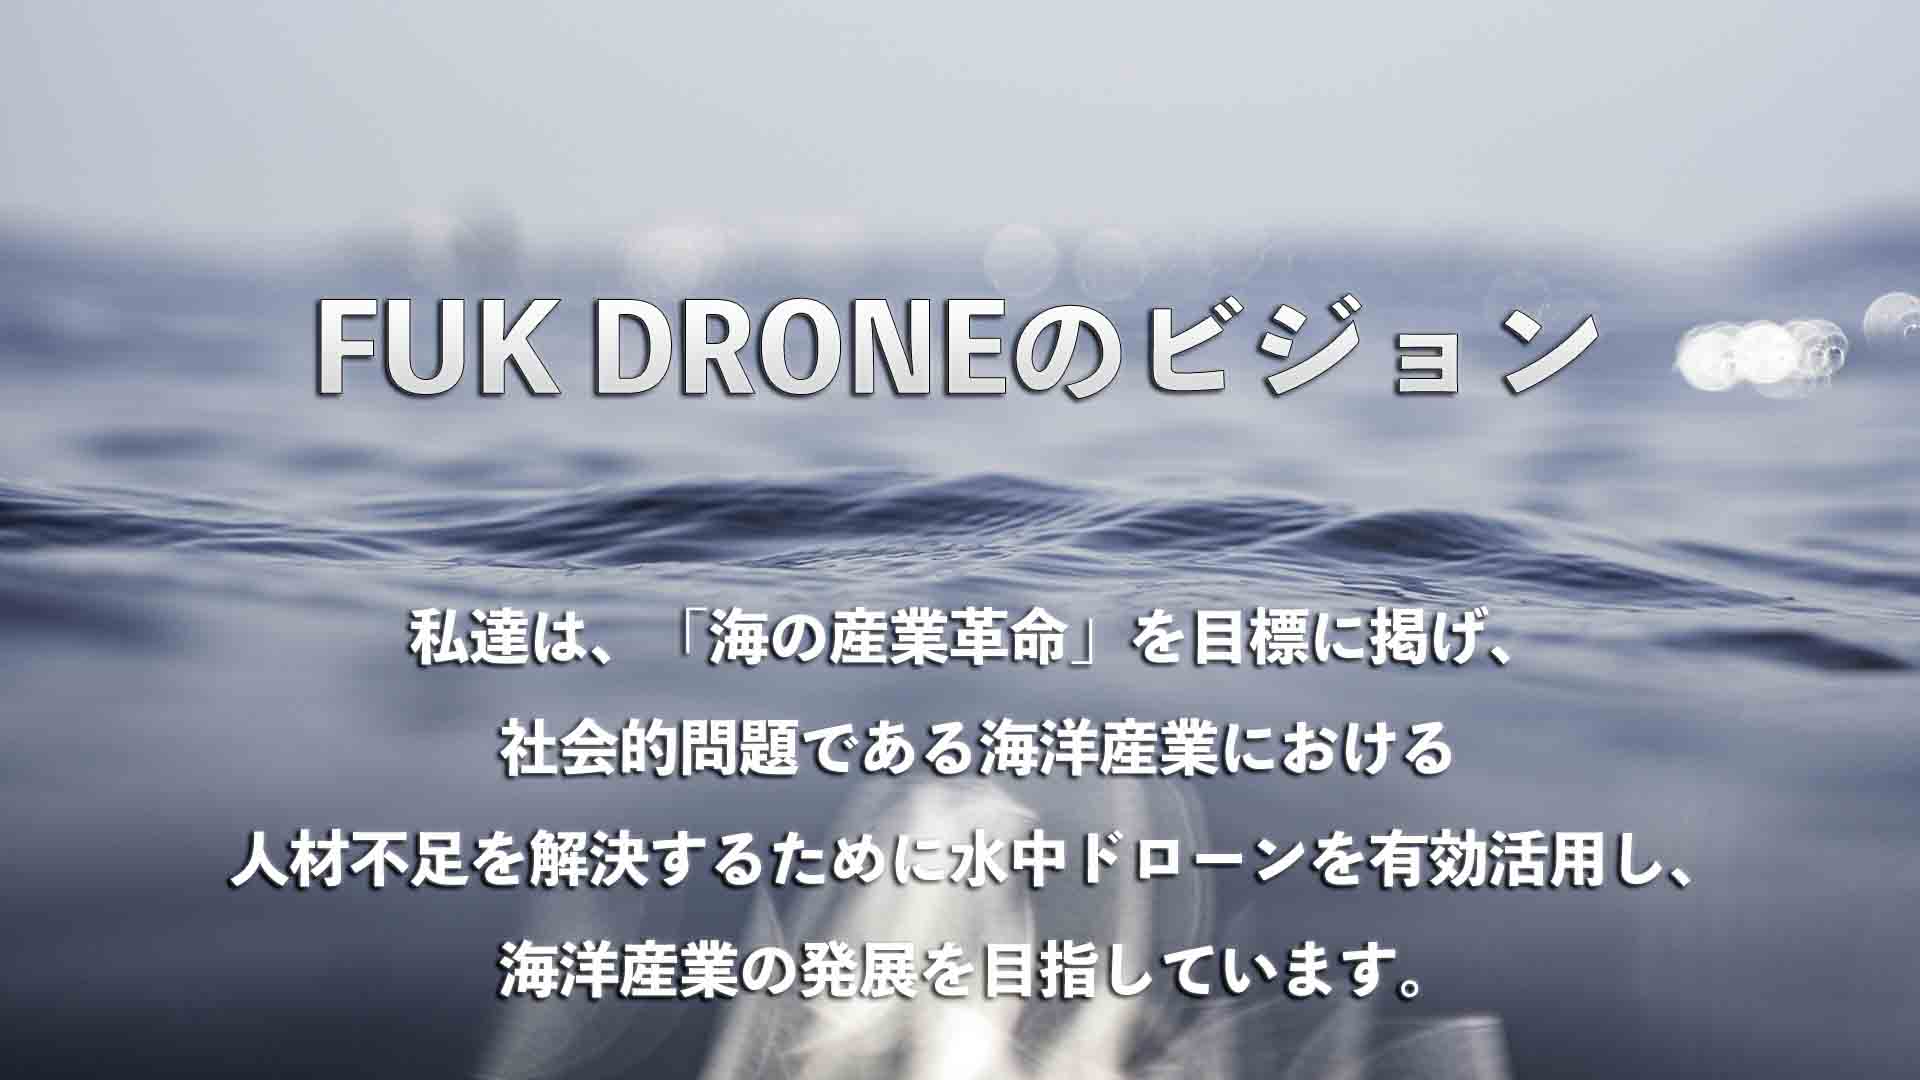 FUK DRONEのビジョン
私達は、「海の産業革命」を目標に掲げ、
社会的問題である海洋産業における
人材不足を解決するために水中ドローンを有効活用し、
海洋産業の発展を目指しています。